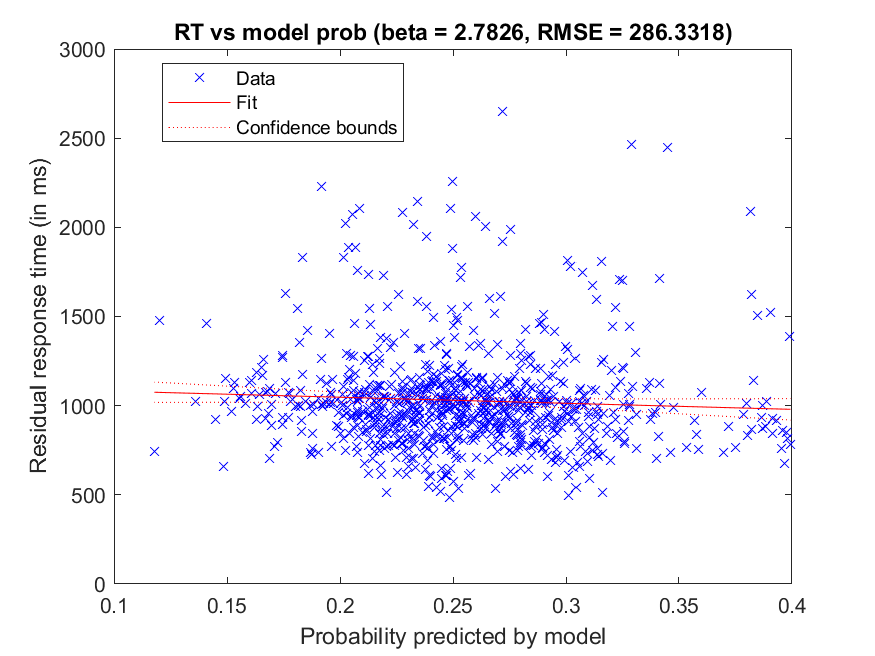 RT vs model prob (beta = 2.7826, RMSE = 286.3318)
Data
Fit
Confidence bounds
Residual response time (in ms)
3000
2500
2000
1500
1000
500
0
0.1 0.15 0.2 0.25 0.3 0.35 0.4
Probability predicted by model